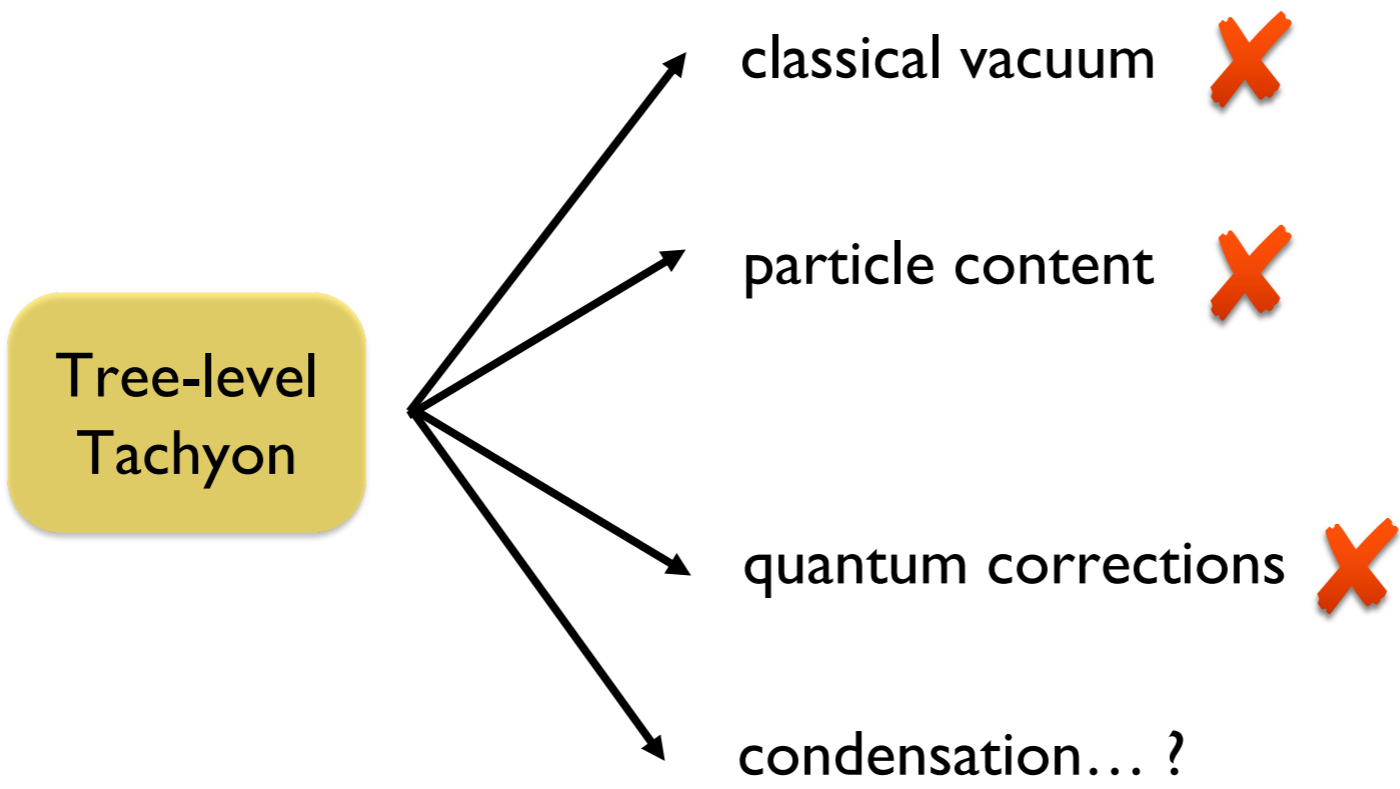 classical vacuum
particle content
Tree-level
Tachyon
quantum corrections
condensation… ?